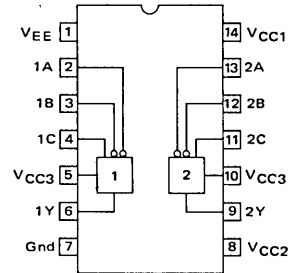 VEE 1 14 VCC1
1A 2 13 2A
1B 3 12 2B
1C 4 11 2C
VCC3 5 1 2 10 VCC3
1Y 6 9 2Y
Gnd 7 8 VCC2